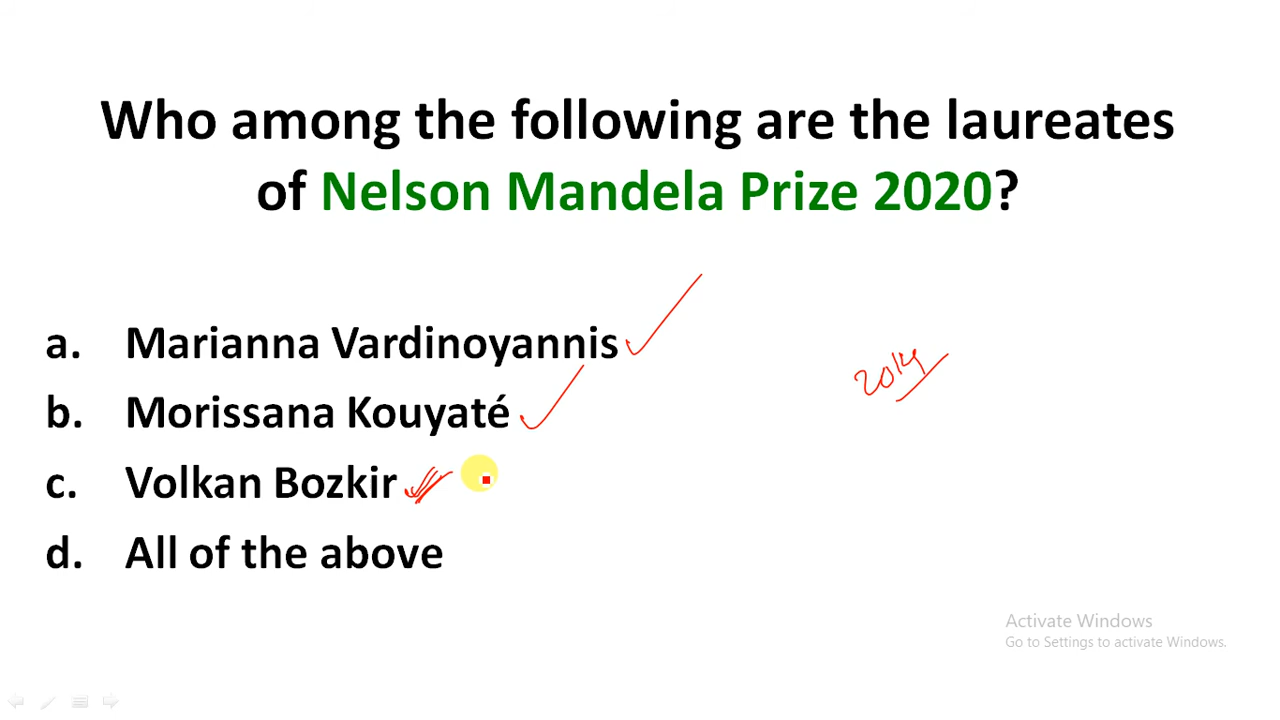 Who among the following are the laureates
of Nelson Mandela Prize 2020?
a. Marianna Vardinoyannis
2014
b. Morissana Kouyaté
c. Volkan Bozkir
d. All of the above
Activate Windows
Go to Settings to activate Windows.